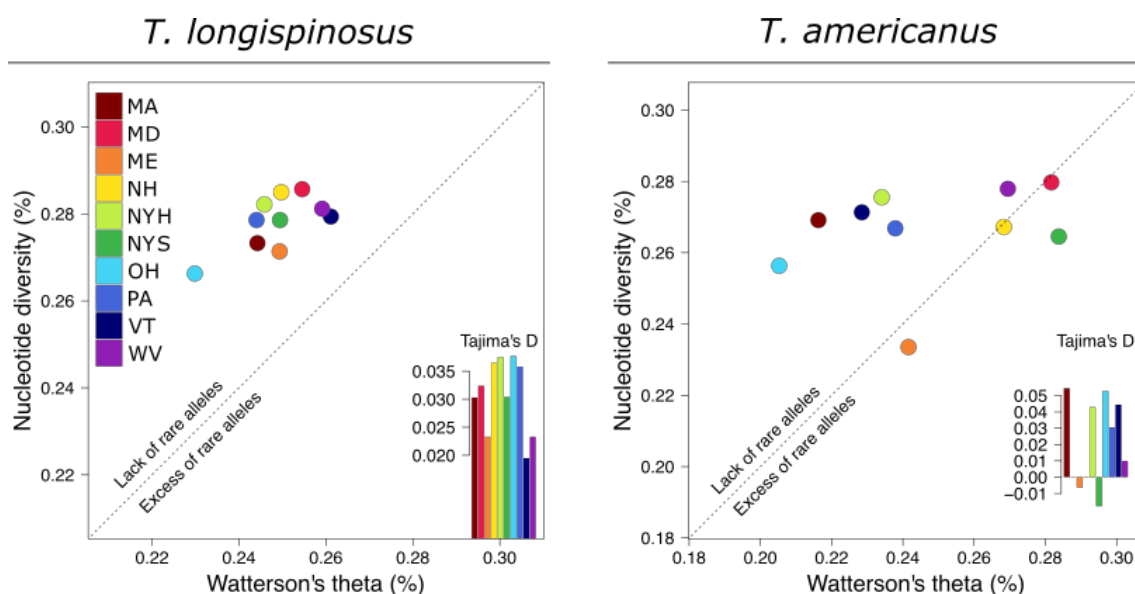 T. longispinosus
T. americanus
MA
MD
ME
NH
NYH
NYS
OH
PA
VT
WV
Nucleotide diversity (%)
0.30
0.28
0.26
0.24
0.22
Lack of rare alleles
Excess of rare alleles
Tajima's D
0.035
0.030
0.025
0.020
0.22
0.24
0.26
0.28
0.30
Watterson's theta (%)
Nucleotide diversity (%)
0.30
0.28
0.26
0.24
0.22
0.20
0.18
Lack of rare alleles
Excess of rare alleles
Tajima's D
0.05
0.04
0.03
0.02
0.01
0.00
−0.01
0.18
0.20
0.22
0.24
0.26
0.28
0.30
Watterson's theta (%)